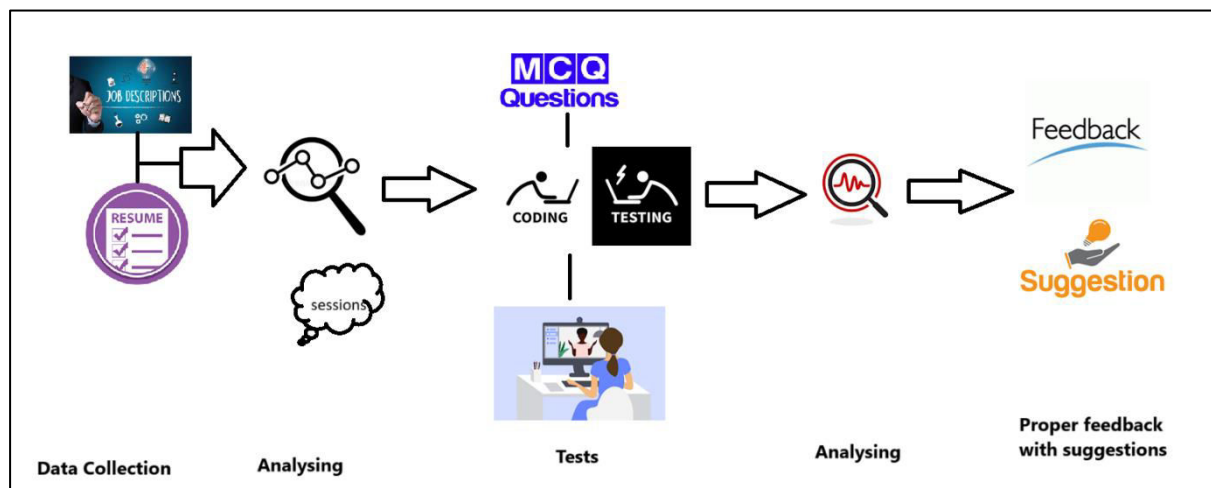 JOB DESCRIPTIONS
RESUME
sessions
MCQ
Questions
CODING
TESTING
Feedback
Suggestion
Data Collection
Analysing
Tests
Analysing
Proper feedback
with suggestions